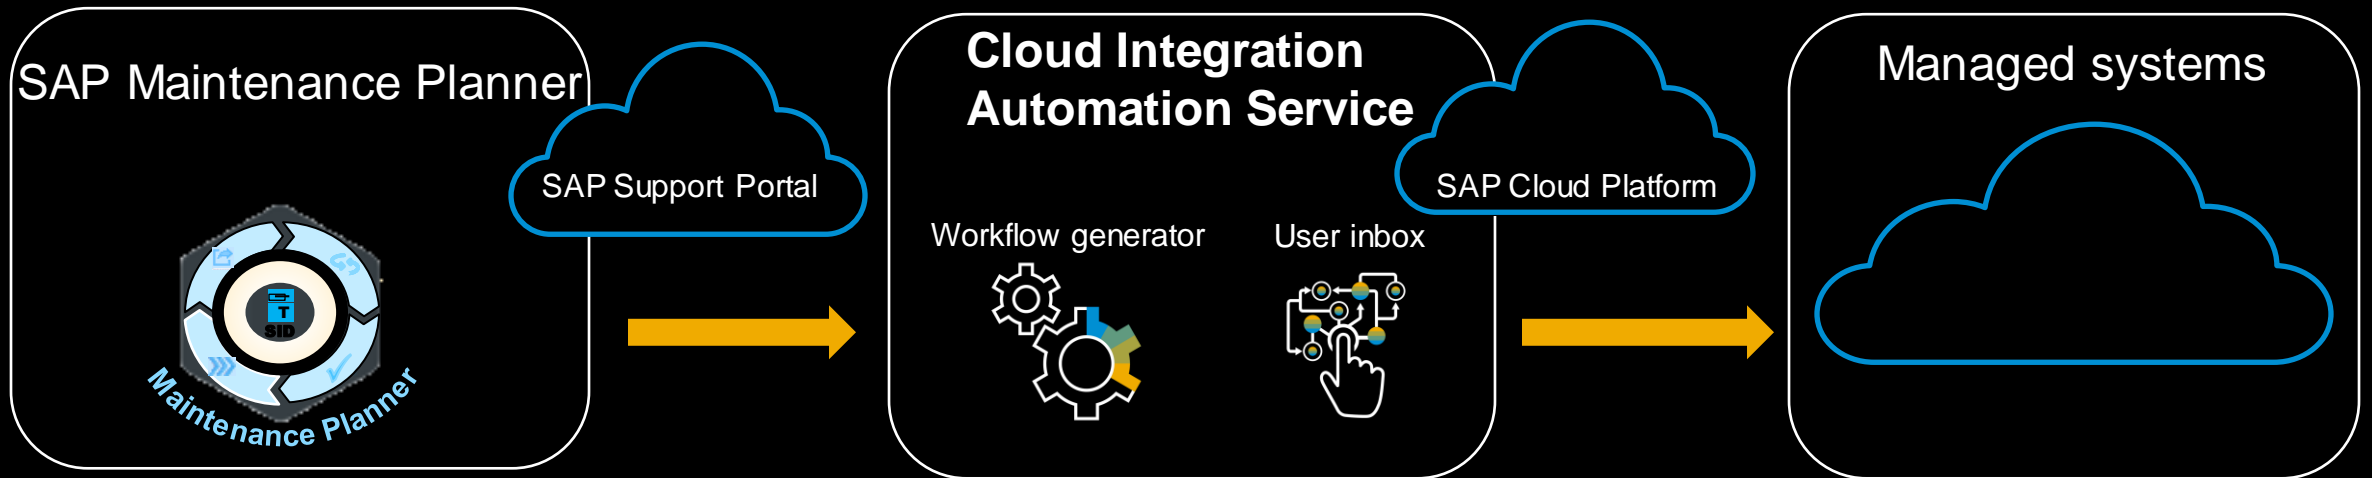 SAP Maintenance Planner
SAP Support Portal
SID
Maintenance Planner
Cloud Integration
Automation Service
SAP Cloud Platform
Workflow generator
User inbox
Managed systems